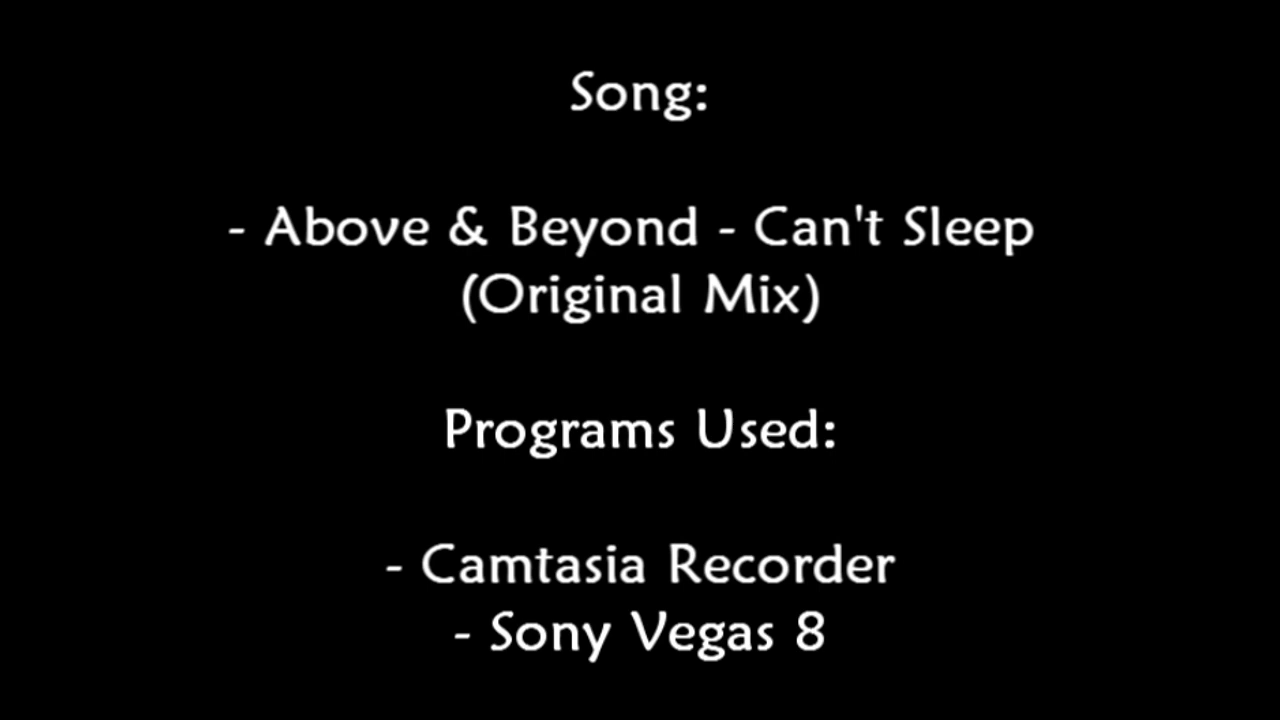 Song:
- Above & Beyond - Can't Sleep
(Original Mix)
Programs Used:
- Camtasia Recorder
- Sony Vegas 8